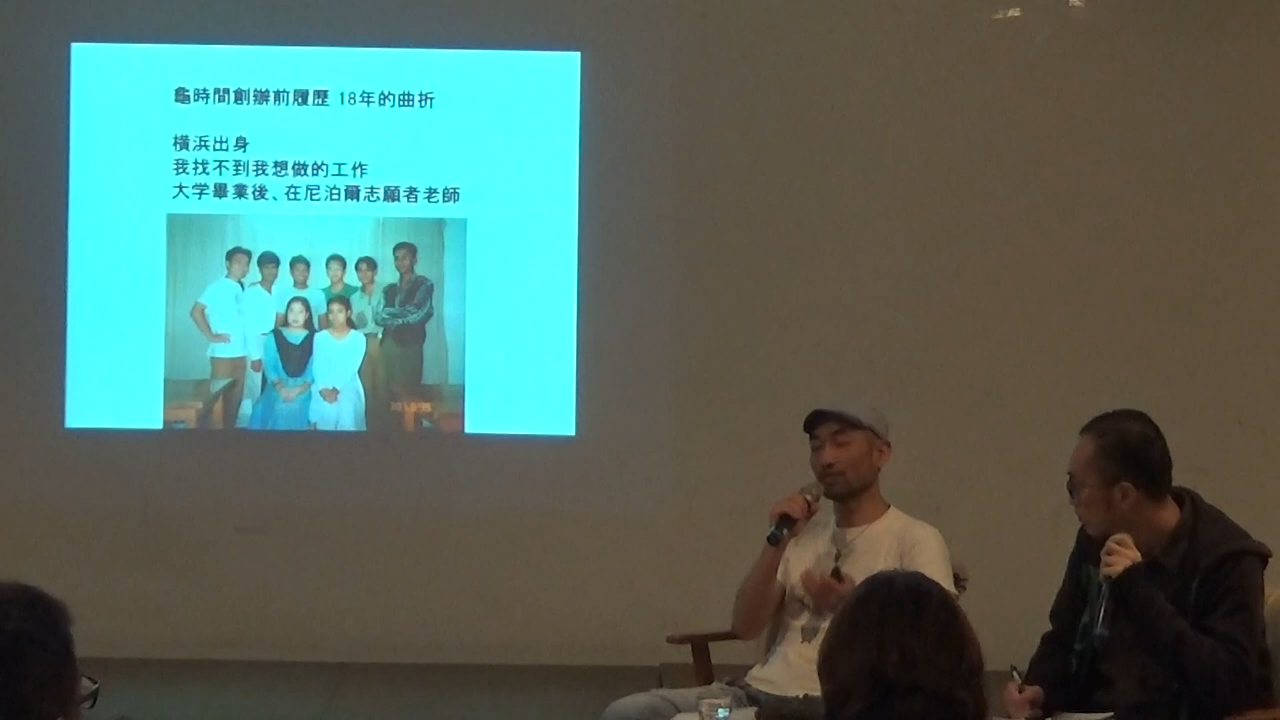 龜時間創辦前履歴 18年的曲折
横浜出身
我找不到我想做的工作
大学畢業後、在尼泊爾志願者老師